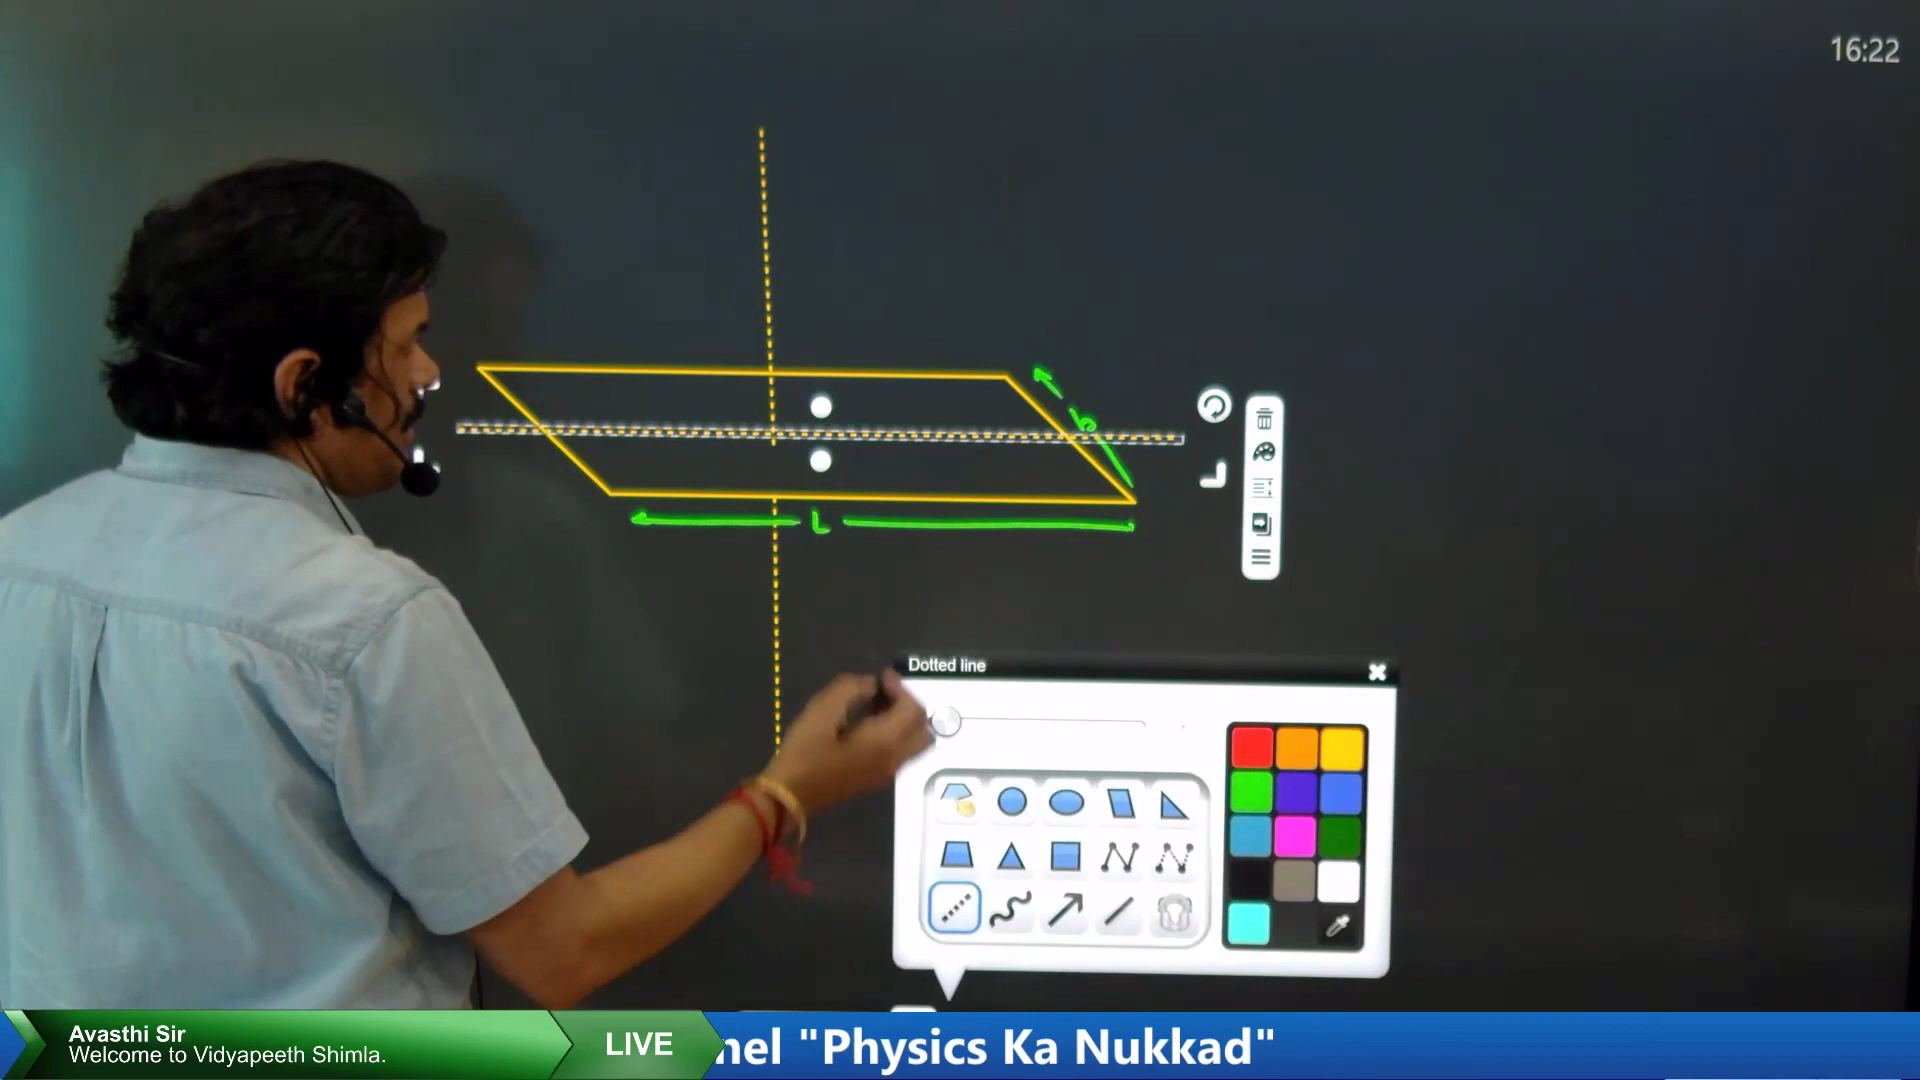 16:22
b
L
Dotted line
Avasthi Sir
Welcome to Vidyapeeth Shimla.
LIVE
nel "Physics Ka Nukkad"